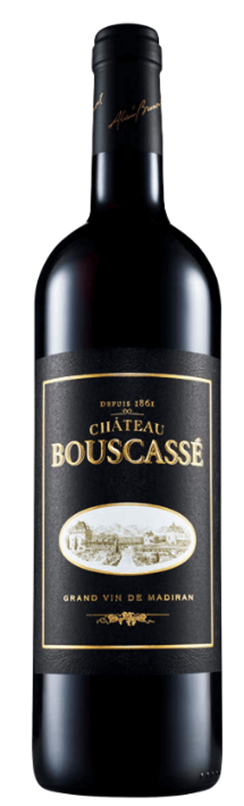 DEPUIS 1861
CHÂTEAU
BOUSCASSÉ
GRAND VIN DE MADIRAN